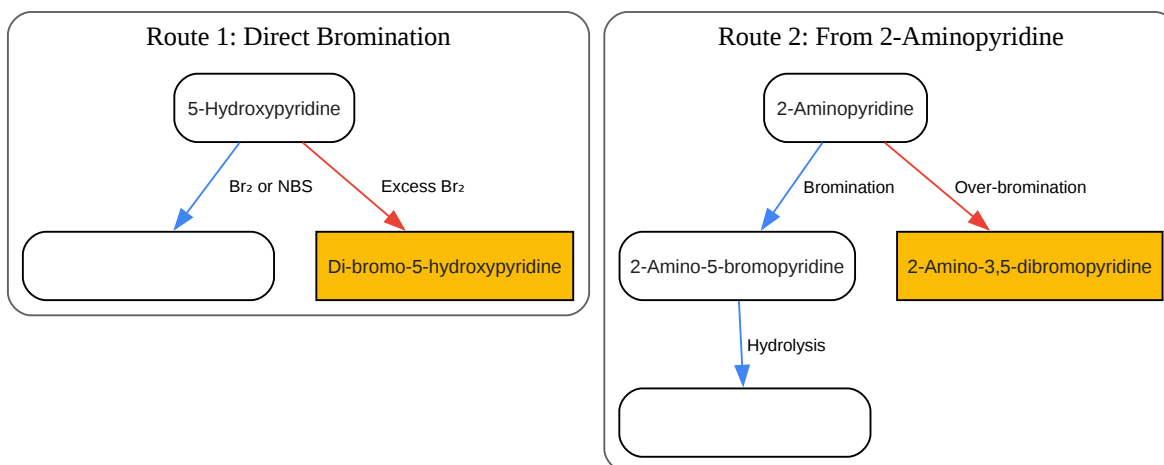 Route 1: Direct Bromination
5-Hydroxypyridine
Br₂ or NBS
Excess Br₂
Di-bromo-5-hydroxypyridine
Route 2: From 2-Aminopyridine
2-Aminopyridine
Bromination
Over-bromination
2-Amino-5-bromopyridine
2-Amino-3,5-dibromopyridine
Hydrolysis